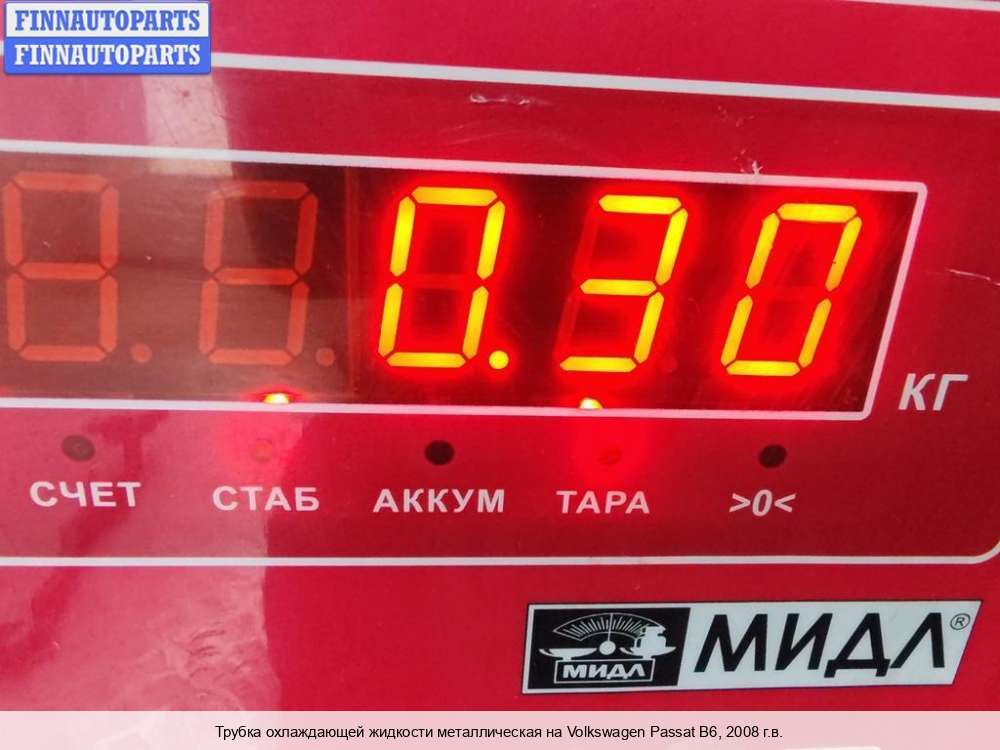 FINNAUTOPARTS
FINNAUTOPARTS
0.30
КГ
СЧЕТ СТАБ АККУМ ТАРА >0<
МИДЛ МИДЛ®
Трубка охлаждающей жидкости металлическая на Volkswagen Passat B6, 2008 г.в.